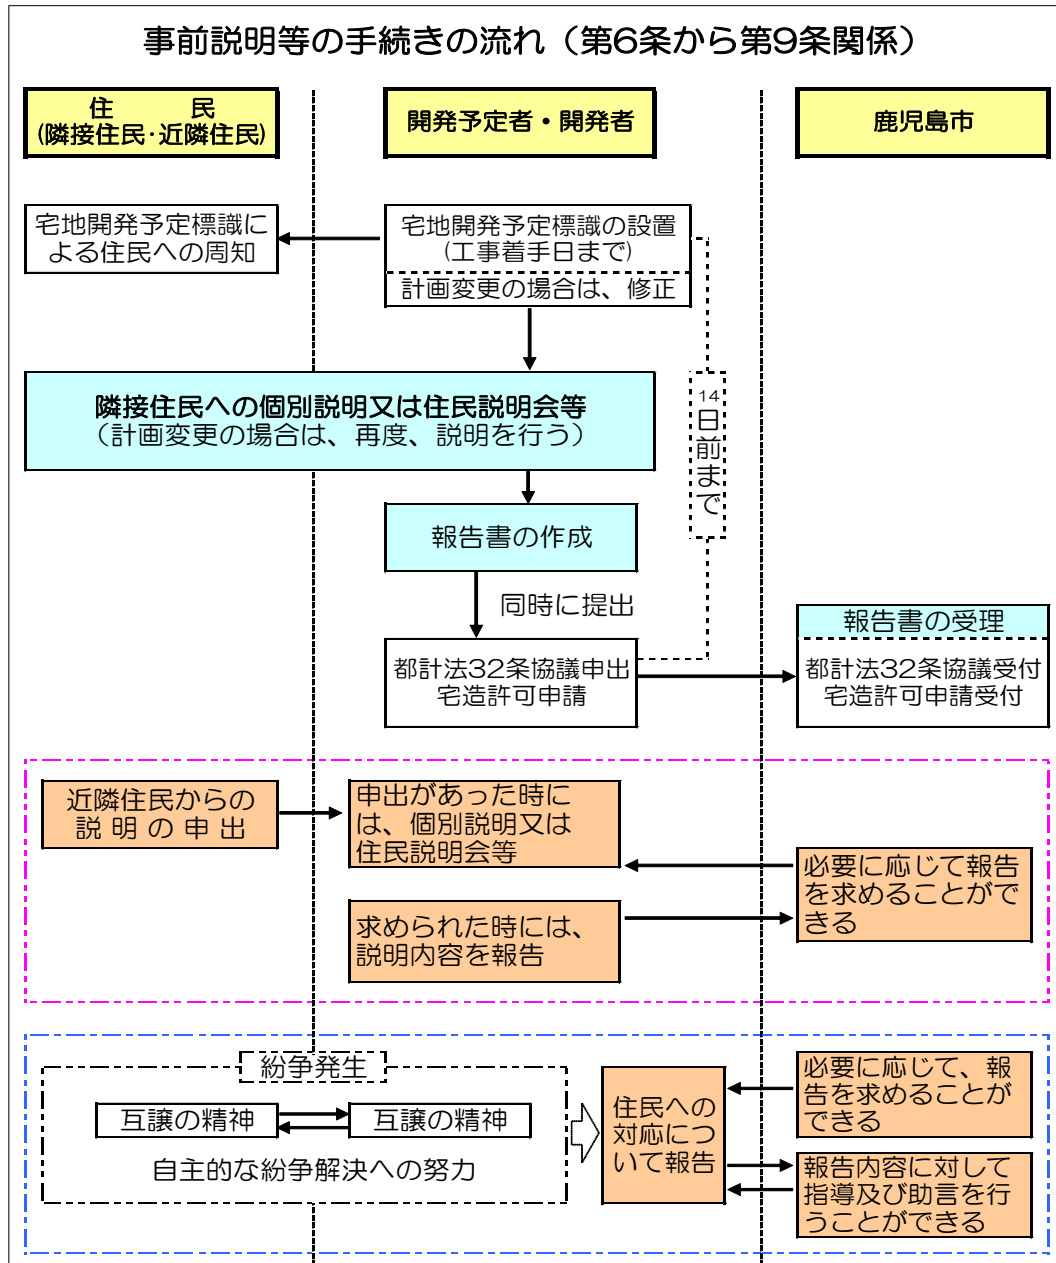 事前説明等の手続きの流れ（第6条から第9条関係）
住　　　民
(隣接住民･近隣住民)
開発予定者・開発者
鹿児島市
宅地開発予定標識に
よる住民への周知
宅地開発予定標識の設置
(工事着手日まで)
計画変更の場合は、修正
隣接住民への個別説明又は住民説明会等
（計画変更の場合は、再度、説明を行う）
14日前まで
報告書の作成
同時に提出
都計法32条協議申出
宅造許可申請
報告書の受理
都計法32条協議受付
宅造許可申請受付
近隣住民からの
説 明 の 申 出
申出があった時に
は、個別説明又は
住民説明会等
必要に応じて報告
を求めることがで
きる
求められた時には、
説明内容を報告
紛争発生
互譲の精神
互譲の精神
自主的な紛争解決への努力
住民への
対応につ
いて報告
必要に応じて、報
告を求めることが
できる
報告内容に対して
指導及び助言を行
うことができる